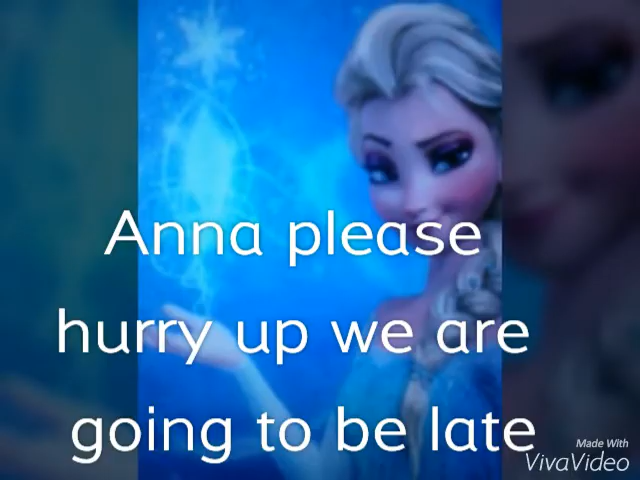 Anna please
hurry up we are
going to be late
Made With
VivaVideo